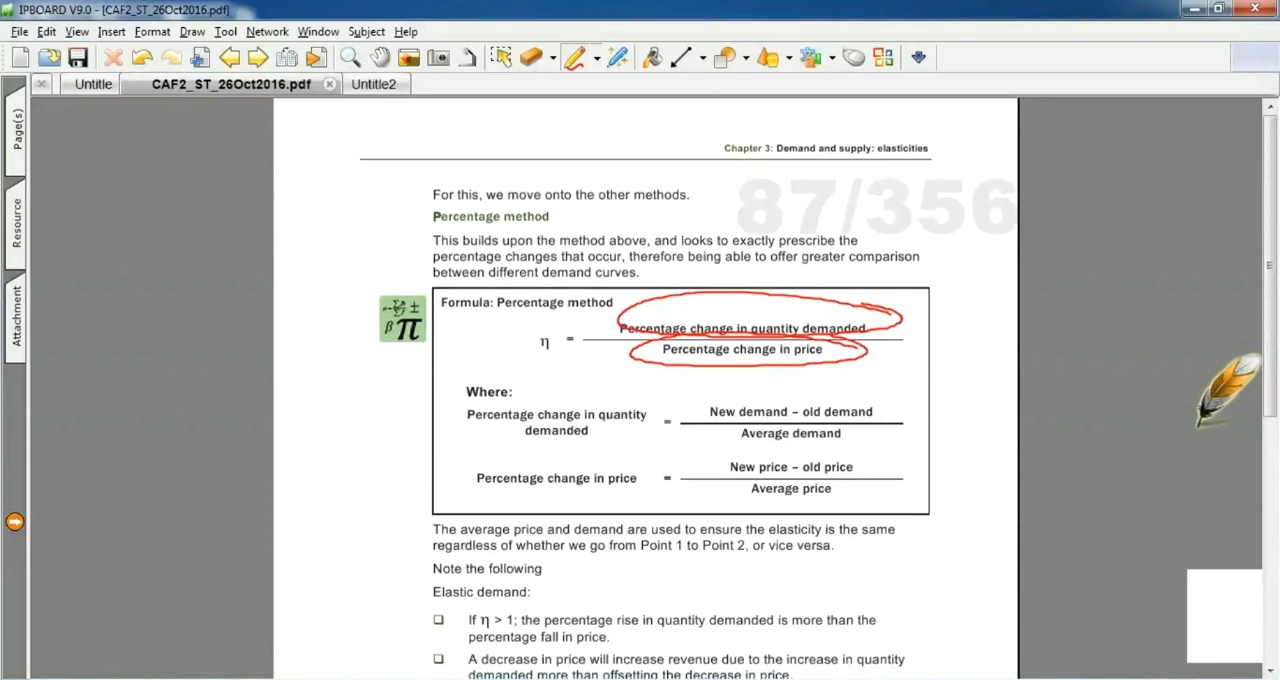 IPBOARD V9.0 - [CAF2_ST_26Oct2016.pdf]
File Edit View Insert Format Draw Tool Network Window Subject Help
Untitle CAF2_ST_26Oct2016.pdf Untitle2
Page(s)
Resource
Attachment
Chapter 3: Demand and supply: elasticities
87/356
For this, we move onto the other methods.
Percentage method
This builds upon the method above, and looks to exactly prescribe the
percentage changes that occur, therefore being able to offer greater comparison
between different demand curves.
Formula: Percentage method
Percentage change in quantity demanded
η =
Percentage change in price
Where:
Percentage change in quantity
demanded
=
New demand – old demand
Average demand
Percentage change in price
=
New price – old price
Average price
The average price and demand are used to ensure the elasticity is the same
regardless of whether we go from Point 1 to Point 2, or vice versa.
Note the following
Elastic demand:
❑ If η > 1; the percentage rise in quantity demanded is more than the
percentage fall in price.
❑ A decrease in price will increase revenue due to the increase in quantity
demanded more than offsetting the decrease in price.